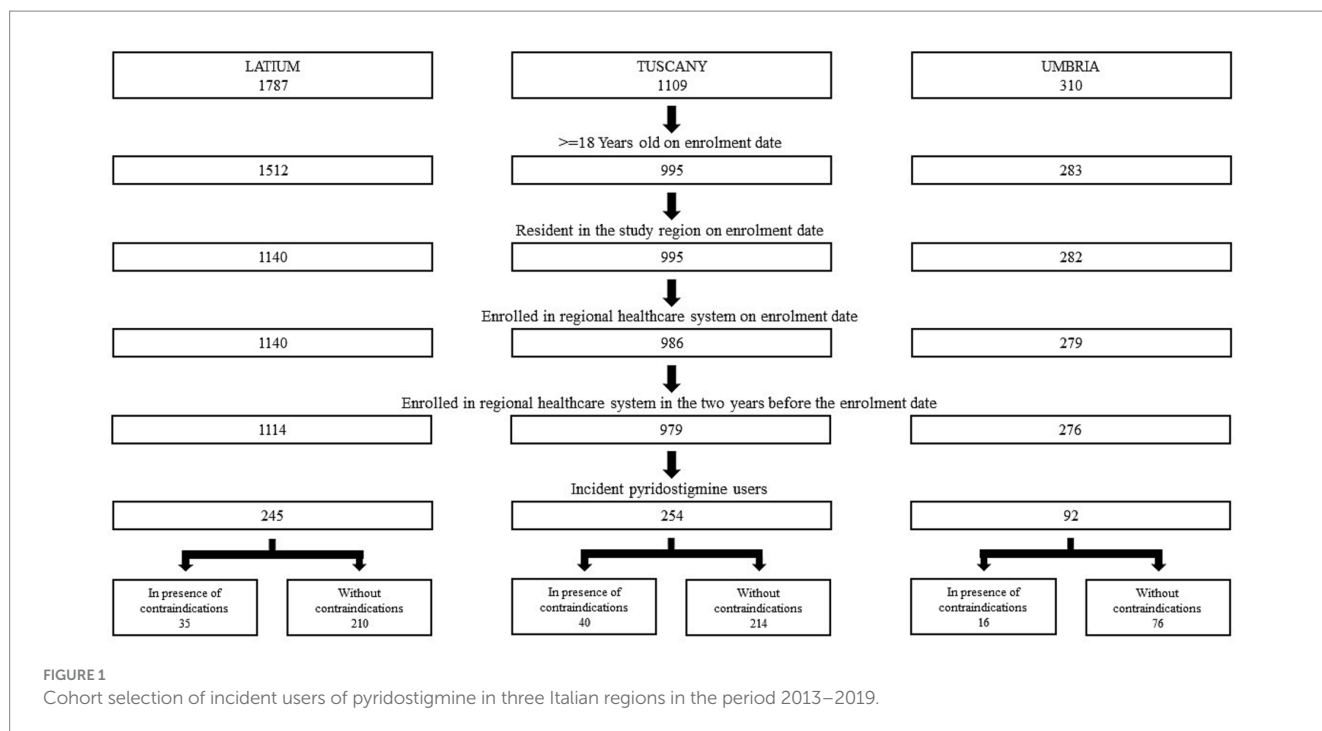 LATIUM
1787
TUSCANY
1109
UMBRIA
310
>=18 Years old on enrolment date
1512
995
283
Resident in the study region on enrolment date
1140
995
282
Enrolled in regional healthcare system on enrolment date
1140
986
279
Enrolled in regional healthcare system in the two years before the enrolment date
1114
979
276
Incident pyridostigmine users
245
254
92
In presence of
contraindications
35
Without
contraindications
210
In presence of
contraindications
40
Without
contraindications
214
In presence of
contraindications
16
Without
contraindications
76
FIGURE 1
Cohort selection of incident users of pyridostigmine in three Italian regions in the period 2013–2019.